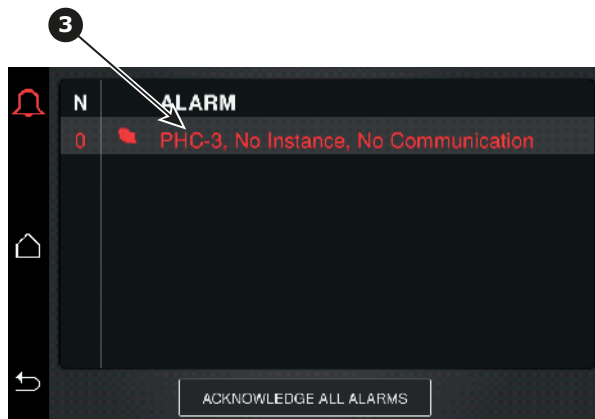 3
N ALARM
0 PHC-3, No Instance, No Communication
ACKNOWLEDGE ALL ALARMS